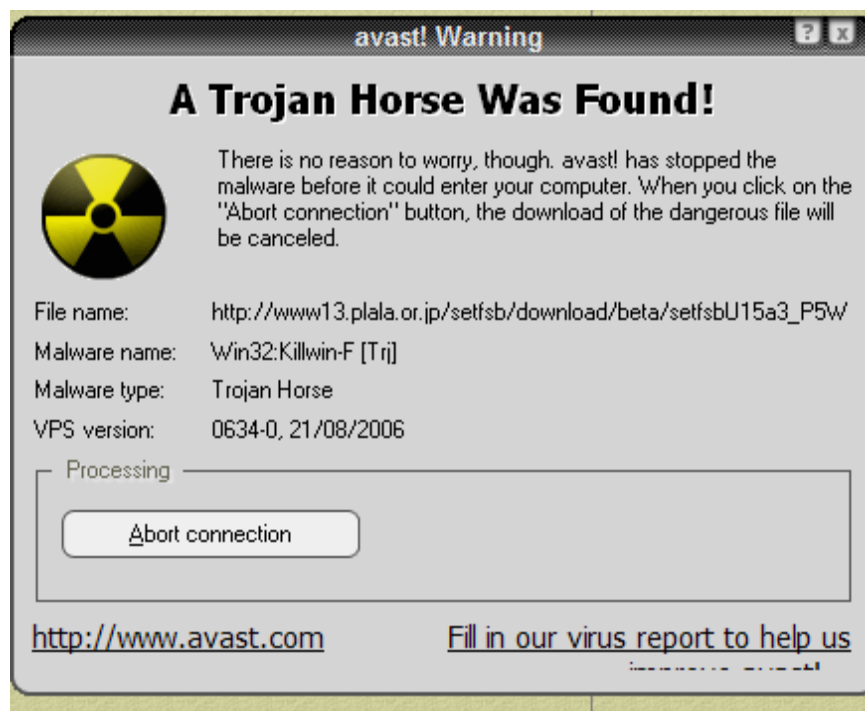 avast! Warning
? x
A Trojan Horse Was Found!
There is no reason to worry, though. avast! has stopped the
malware before it could enter your computer. When you click on the
"Abort connection" button, the download of the dangerous file will
be canceled.
File name: http://www13.plala.or.jp/setfsb/download/beta/setfsbU15a3_P5W
Malware name: Win32:Killwin-F [Trj]
Malware type: Trojan Horse
VPS version: 0634-0, 21/08/2006
Processing
Abort connection
http://www.avast.com Fill in our virus report to help us
improve avast!